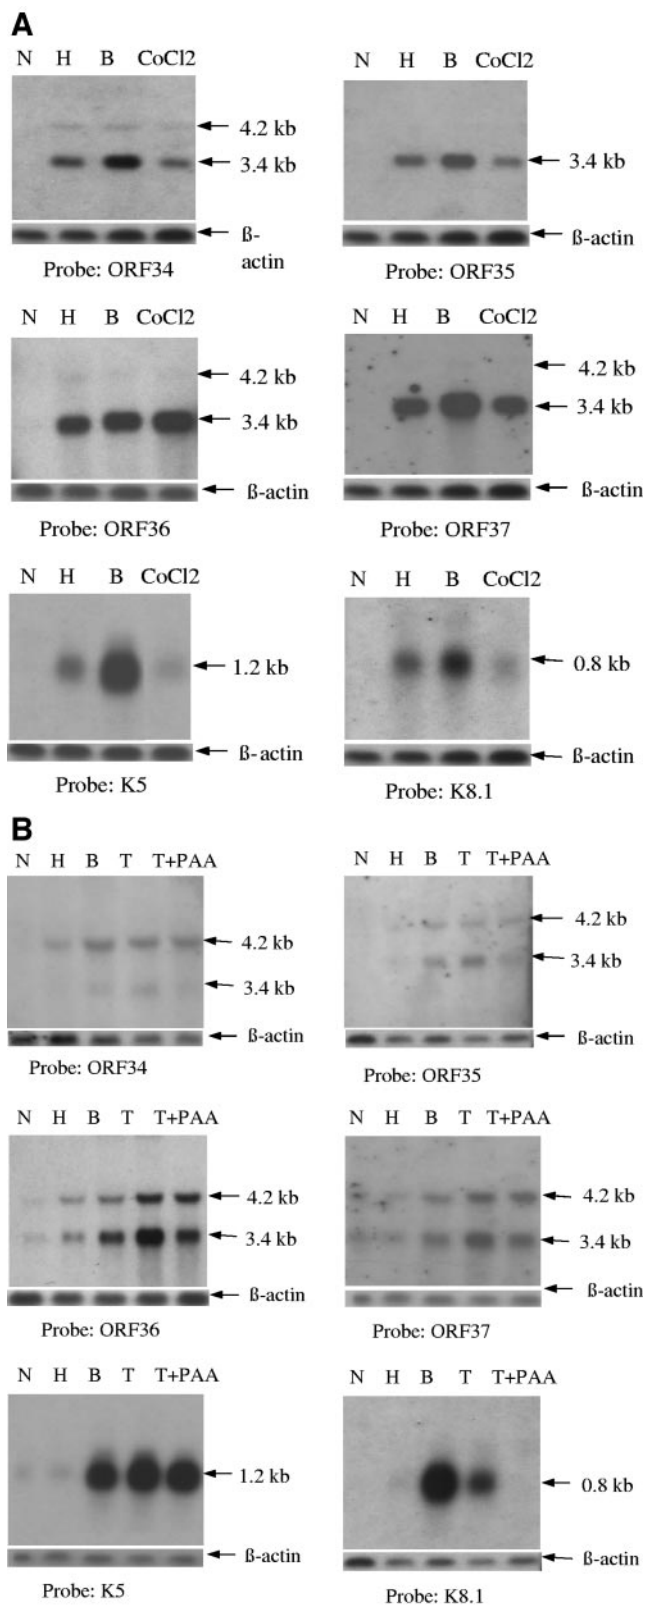 A
N H B CoCl2
4.2 kb
3.4 kb
ß-
actin
Probe: ORF34
N H B CoCl2
3.4 kb
ß-actin
Probe: ORF35
N H B CoCl2
4.2 kb
3.4 kb
ß-actin
Probe: ORF36
N H B CoCl2
4.2 kb
3.4 kb
ß-actin
Probe: ORF37
N H B CoCl2
1.2 kb
ß-actin
Probe: K5
N H B CoCl2
0.8 kb
ß-actin
Probe: K8.1
B
N H B T T+PAA
4.2 kb
3.4 kb
ß-actin
Probe: ORF34
N H B T T+PAA
4.2 kb
3.4 kb
ß-actin
Probe: ORF35
N H B T T+PAA
4.2 kb
3.4 kb
ß-actin
Probe: ORF36
N H B T T+PAA
4.2 kb
3.4 kb
ß-actin
Probe: ORF37
N H B T T+PAA
1.2 kb
ß-actin
Probe: K5
N H B T T+PAA
0.8 kb
ß-actin
Probe: K8.1